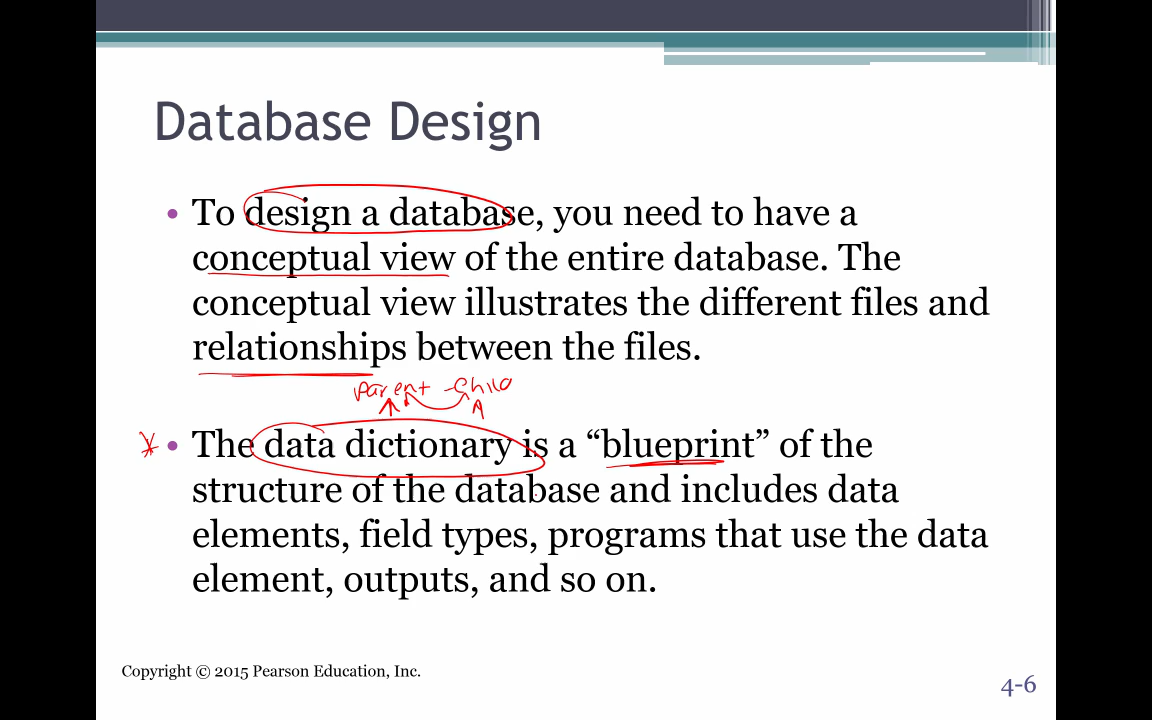 Database Design
• To design a database, you need to have a
conceptual view of the entire database. The
conceptual view illustrates the different files and
relationships between the files.
Parent - Child
• The data dictionary is a “blueprint” of the
structure of the database and includes data
elements, field types, programs that use the data
element, outputs, and so on.
Copyright © 2015 Pearson Education, Inc.
4-6